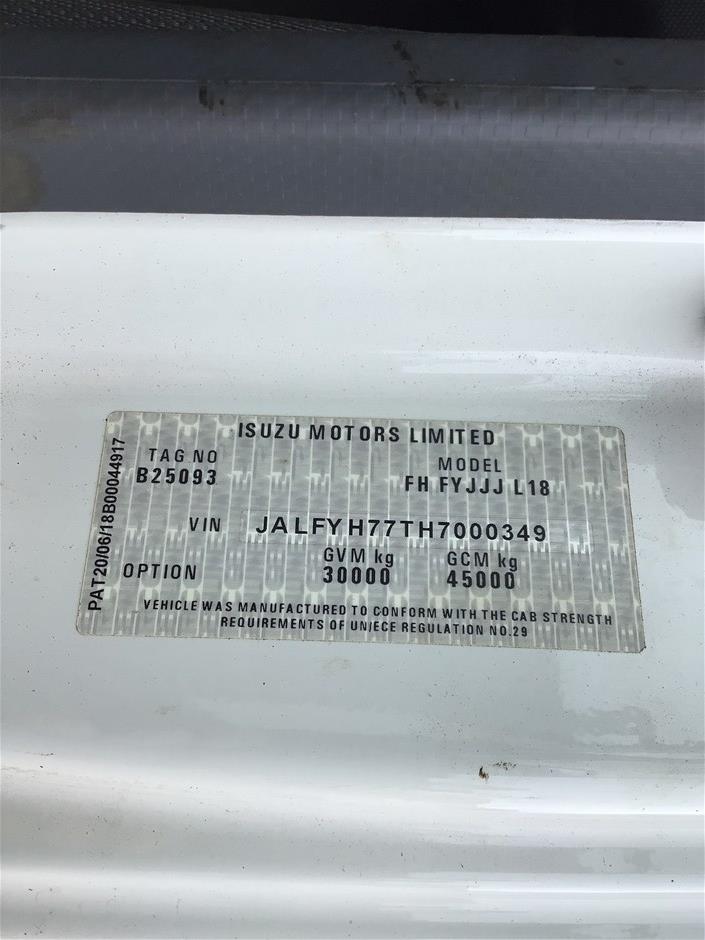 ISUZU MOTORS LIMITED
TAG NO
B25093
MODEL
FH FYJJJ L18
VIN JALFYH77TH7000349
OPTION
GVM kg
30000
GCM kg
45000
VEHICLE WAS MANUFACTURED TO CONFORM WITH THE CAB STRENGTH
REQUIREMENTS OF UN/ECE REGULATION NO.29
PAT20/06/18B00044917